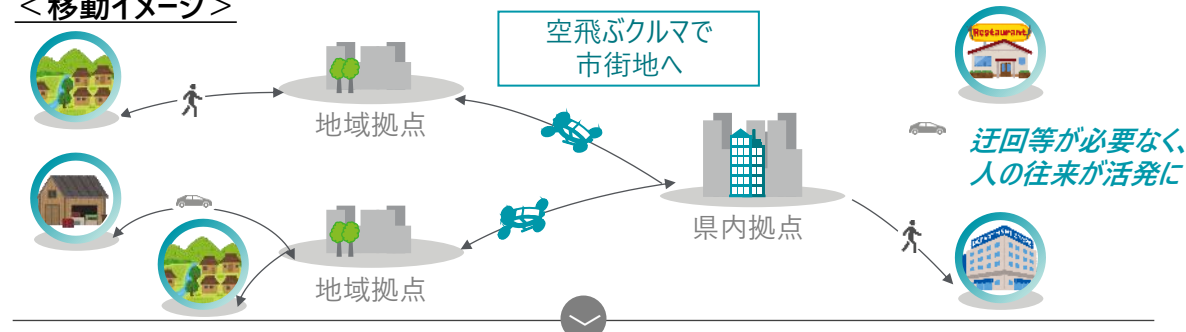 ＜移動イメージ＞
空飛ぶクルマで
市街地へ
Restaurant
地域拠点
迂回等が必要なく、
人の往来が活発に
県内拠点
地域拠点